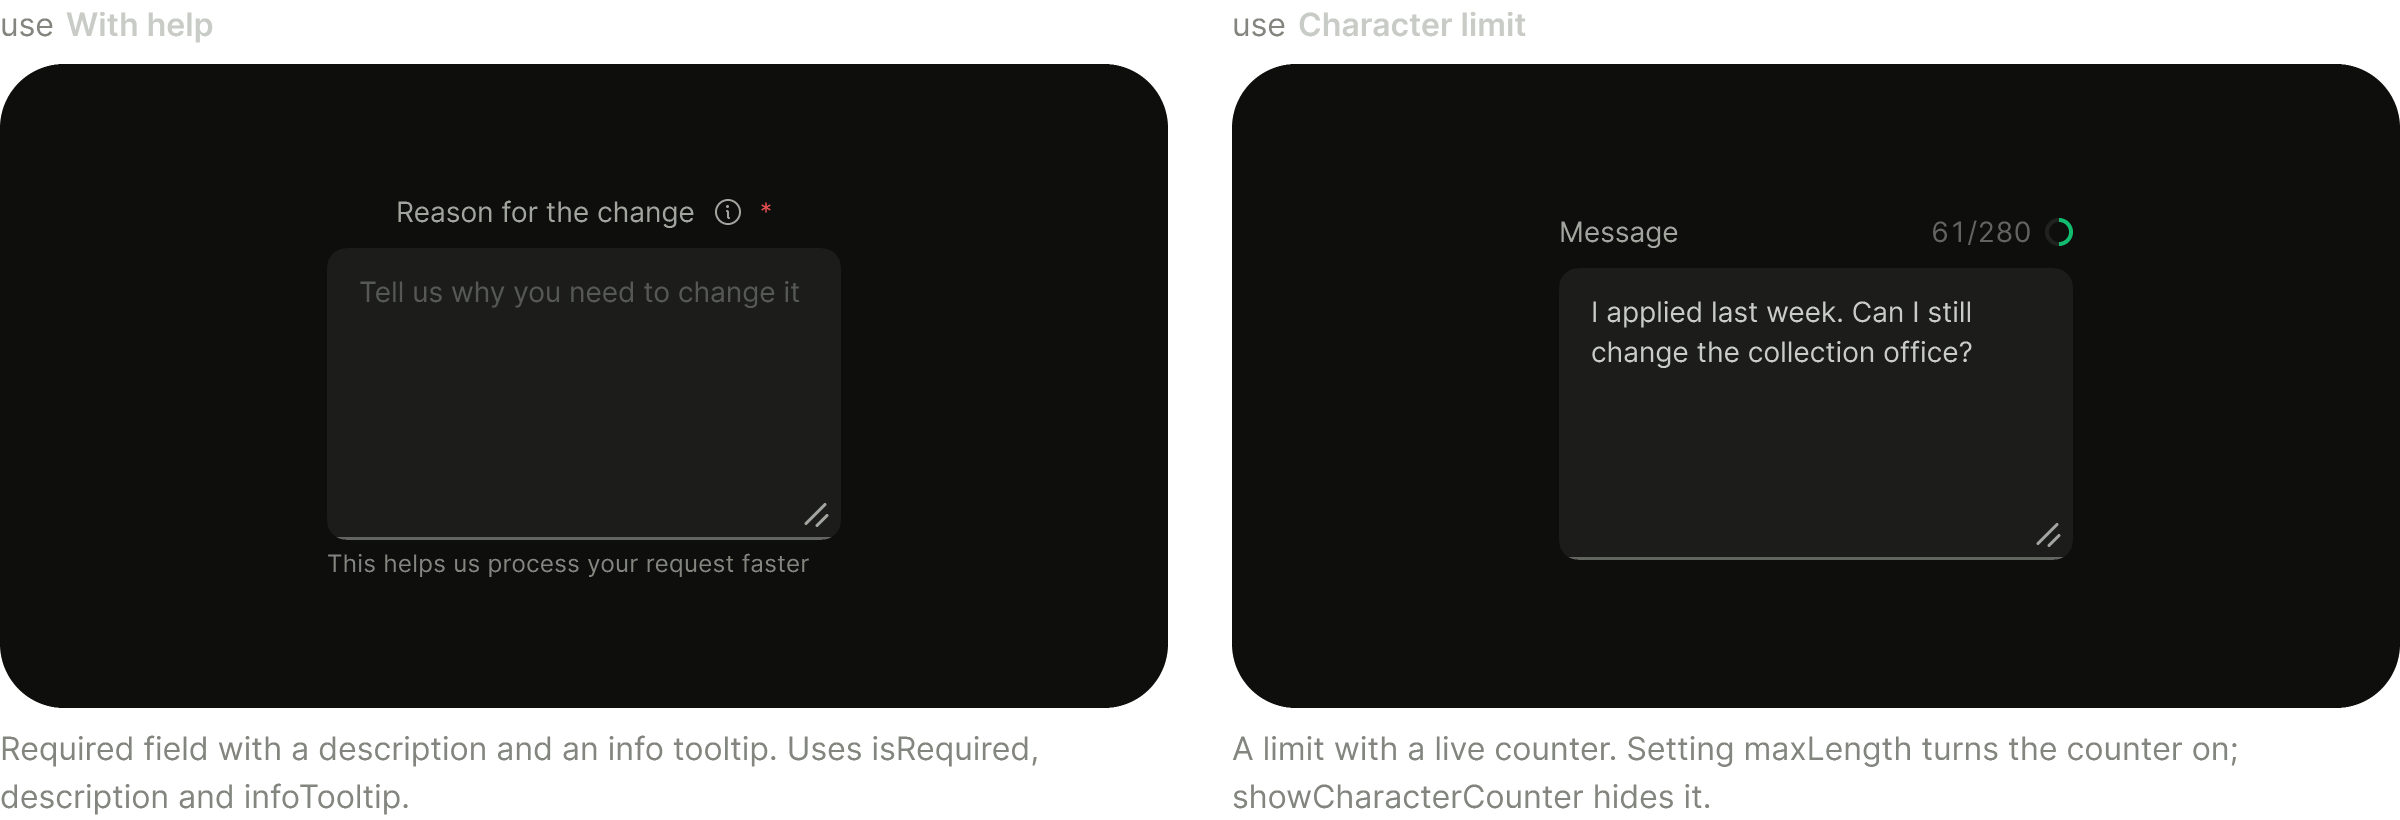 use With help
Reason for the change *
Tell us why you need to change it
This helps us process your request faster
Required field with a description and an info tooltip. Uses isRequired,
description and infoTooltip.
use Character limit
Message 61/280
I applied last week. Can I still
change the collection office?
A limit with a live counter. Setting maxLength turns the counter on;
showCharacterCounter hides it.